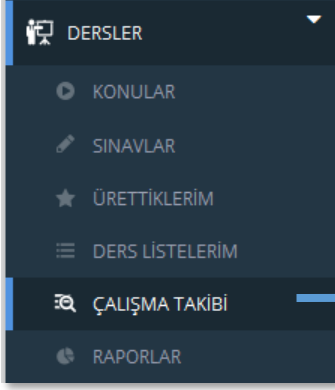 DERSLER
KONULAR
SINAVLAR
ÜRETTİKLERİM
DERS LİSTELERİM
ÇALIŞMA TAKİBİ
RAPORLAR